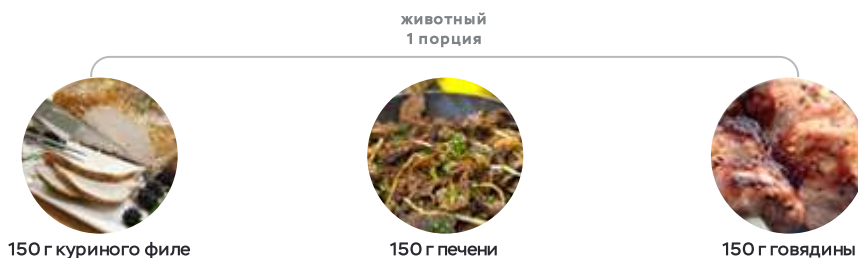 животный
1 порция
150 г куриного филе
150 г печени
150 г говядины